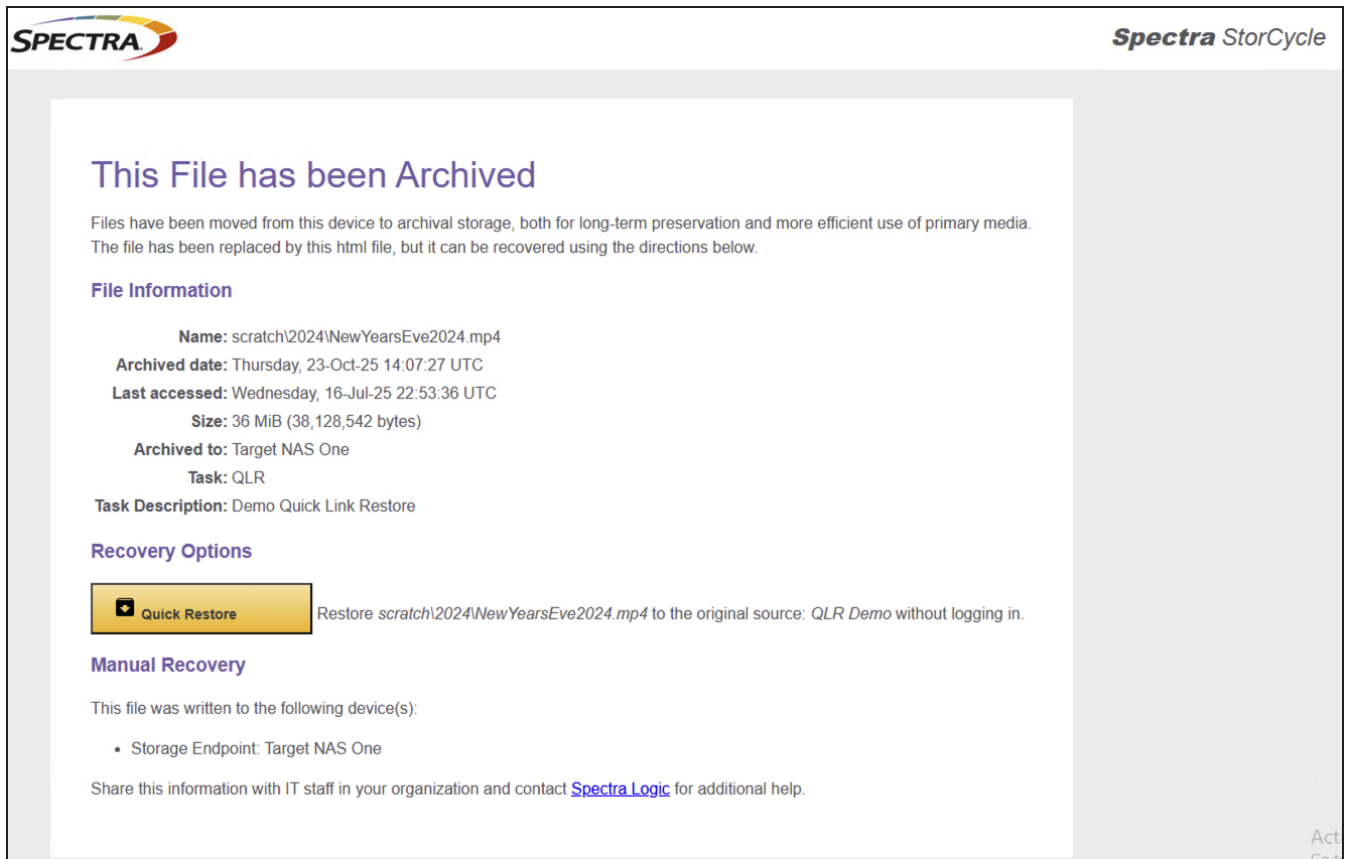 SPECTRA
Spectra StorCycle
This File has been Archived
Files have been moved from this device to archival storage, both for long-term preservation and more efficient use of primary media.
The file has been replaced by this html file, but it can be recovered using the directions below.
File Information
Name: scratch\2024\NewYearsEve2024.mp4
Archived date: Thursday, 23-Oct-25 14:07:27 UTC
Last accessed: Wednesday, 16-Jul-25 22:53:36 UTC
Size: 36 MiB (38,128,542 bytes)
Archived to: Target NAS One
Task: QLR
Task Description: Demo Quick Link Restore
Recovery Options
Quick Restore Restore scratch\2024\NewYearsEve2024.mp4 to the original source: QLR Demo without logging in.
Manual Recovery
This file was written to the following device(s):
• Storage Endpoint: Target NAS One
Share this information with IT staff in your organization and contact Spectra Logic for additional help.
Act